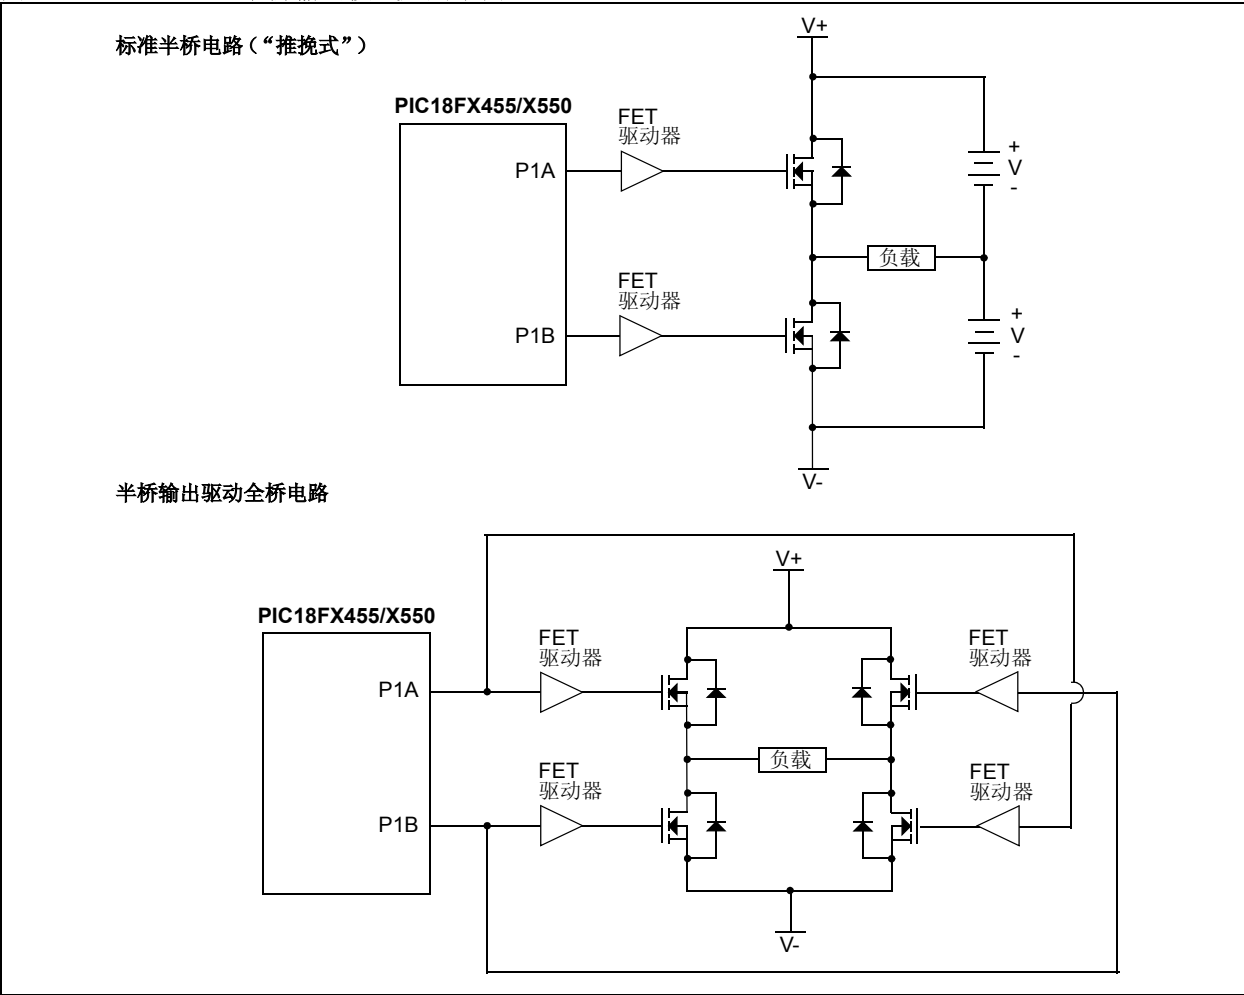 标准半桥电路（“推挽式”）
V+
PIC18FX455/X550
FET
驱动器
P1A
+
V
-
负载
FET
驱动器
P1B
+
V
-
V-
半桥输出驱动全桥电路
V+
PIC18FX455/X550
FET
驱动器
FET
驱动器
P1A
负载
FET
驱动器
FET
驱动器
P1B
V-